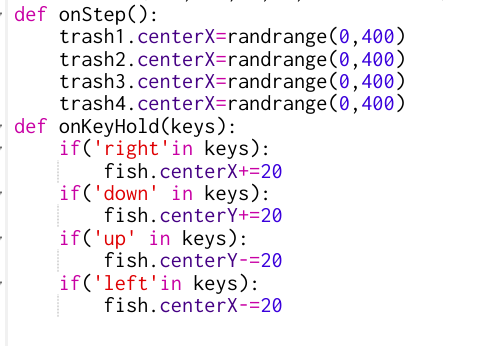 def onStep():
    trash1.centerX=randrange(0,400)
    trash2.centerX=randrange(0,400)
    trash3.centerX=randrange(0,400)
    trash4.centerX=randrange(0,400)
def onKeyHold(keys):
    if('right'in keys):
        fish.centerX+=20
    if('down' in keys):
        fish.centerY+=20
    if('up' in keys):
        fish.centerY-=20
    if('left'in keys):
        fish.centerX-=20